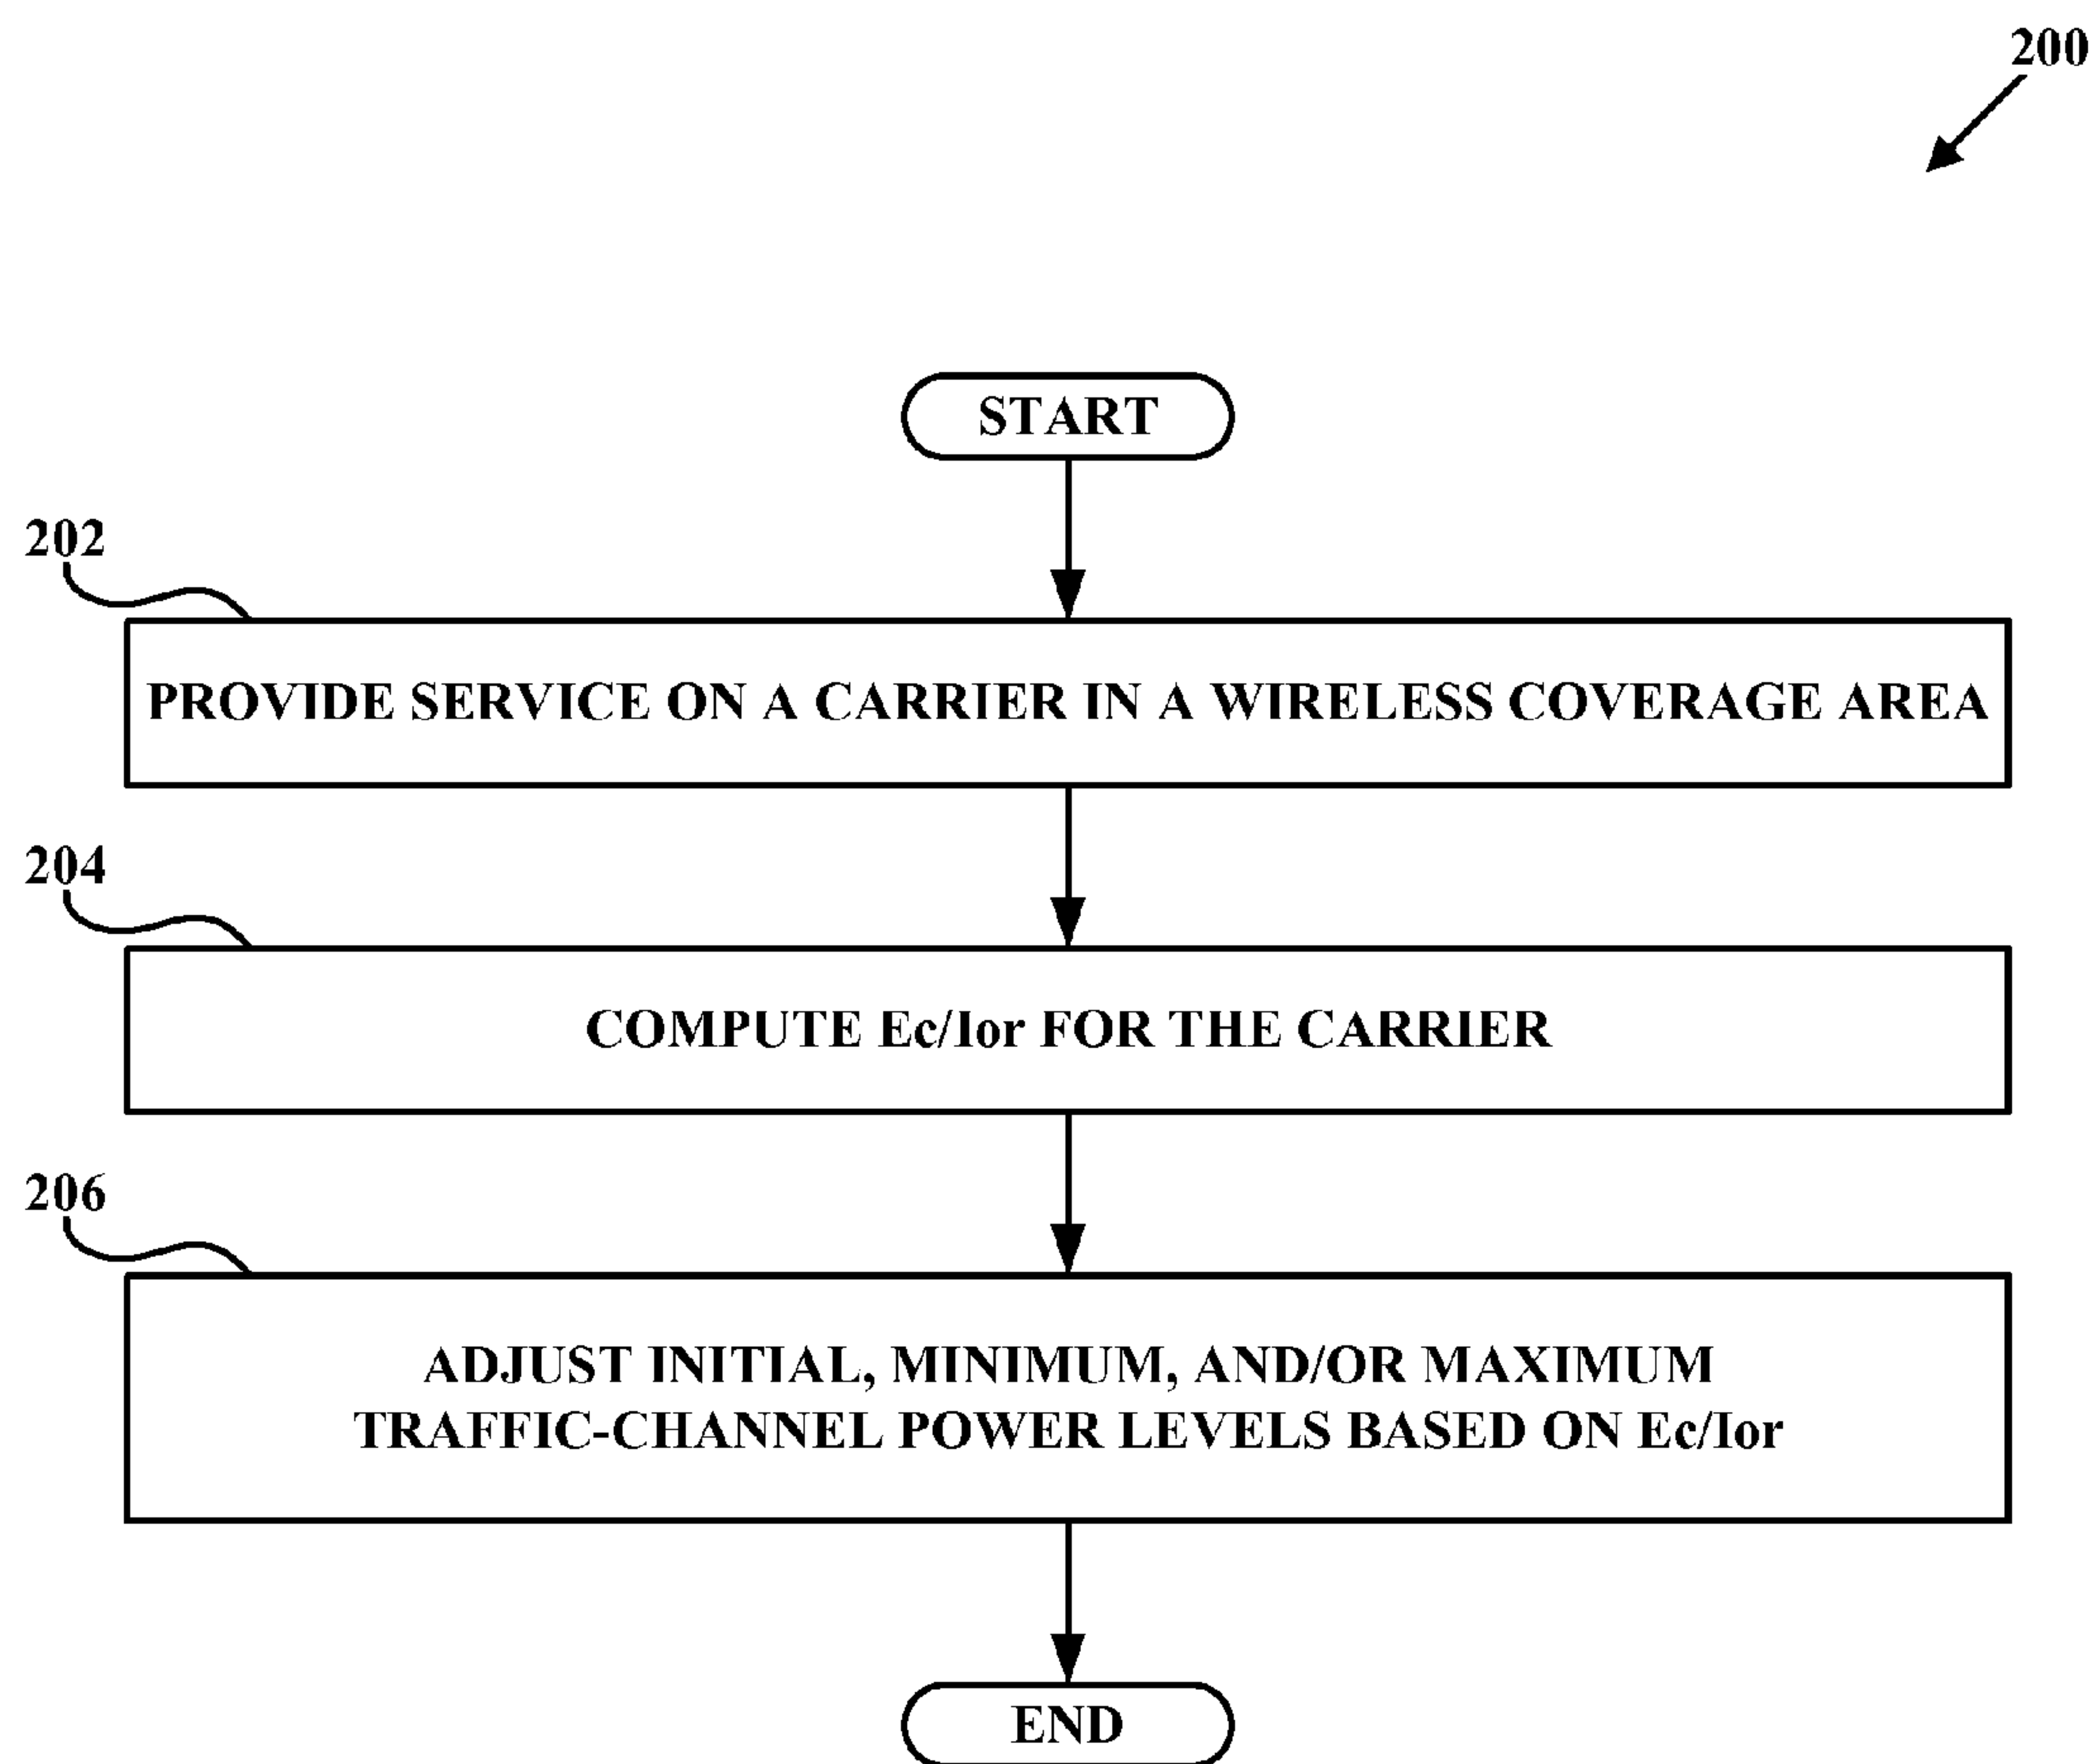 200
START
202
PROVIDE SERVICE ON A CARRIER IN A WIRELESS COVERAGE AREA
204
COMPUTE Ec/Ior FOR THE CARRIER
206
ADJUST INITIAL, MINIMUM, AND/OR MAXIMUM
TRAFFIC-CHANNEL POWER LEVELS BASED ON Ec/Ior
END